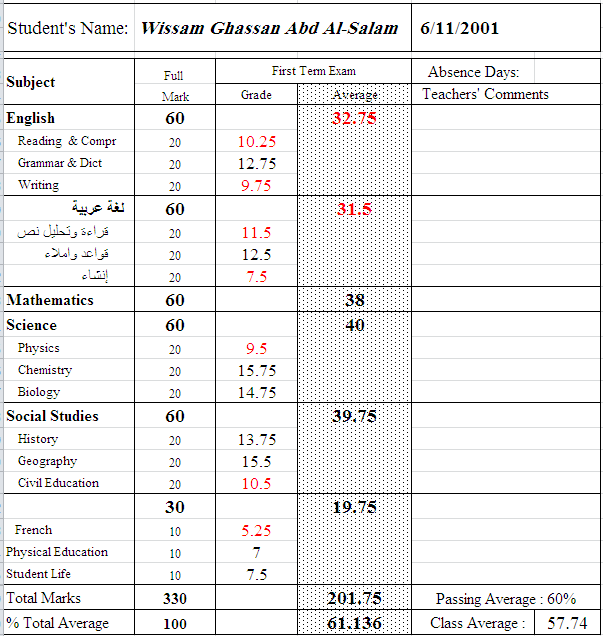 Student's Name: Wissam Ghassan Abd Al-Salam 6/11/2001
Subject Full Mark First Term Exam Absence Days:
Grade Average Teachers' Comments
English 60 32.75
Reading & Compr 20 10.25
Grammar & Dict 20 12.75
Writing 20 9.75
لغة عربية 60 31.5
قراءة وتحليل نص 20 11.5
قواعد واملاء 20 12.5
إنشاء 20 7.5
Mathematics 60 38
Science 60 40
Physics 20 9.5
Chemistry 20 15.75
Biology 20 14.75
Social Studies 60 39.75
History 20 13.75
Geography 20 15.5
Civil Education 20 10.5
30 19.75
French 10 5.25
Physical Education 10 7
Student Life 10 7.5
Total Marks 330 201.75 Passing Average : 60%
% Total Average 100 61.136 Class Average : 57.74